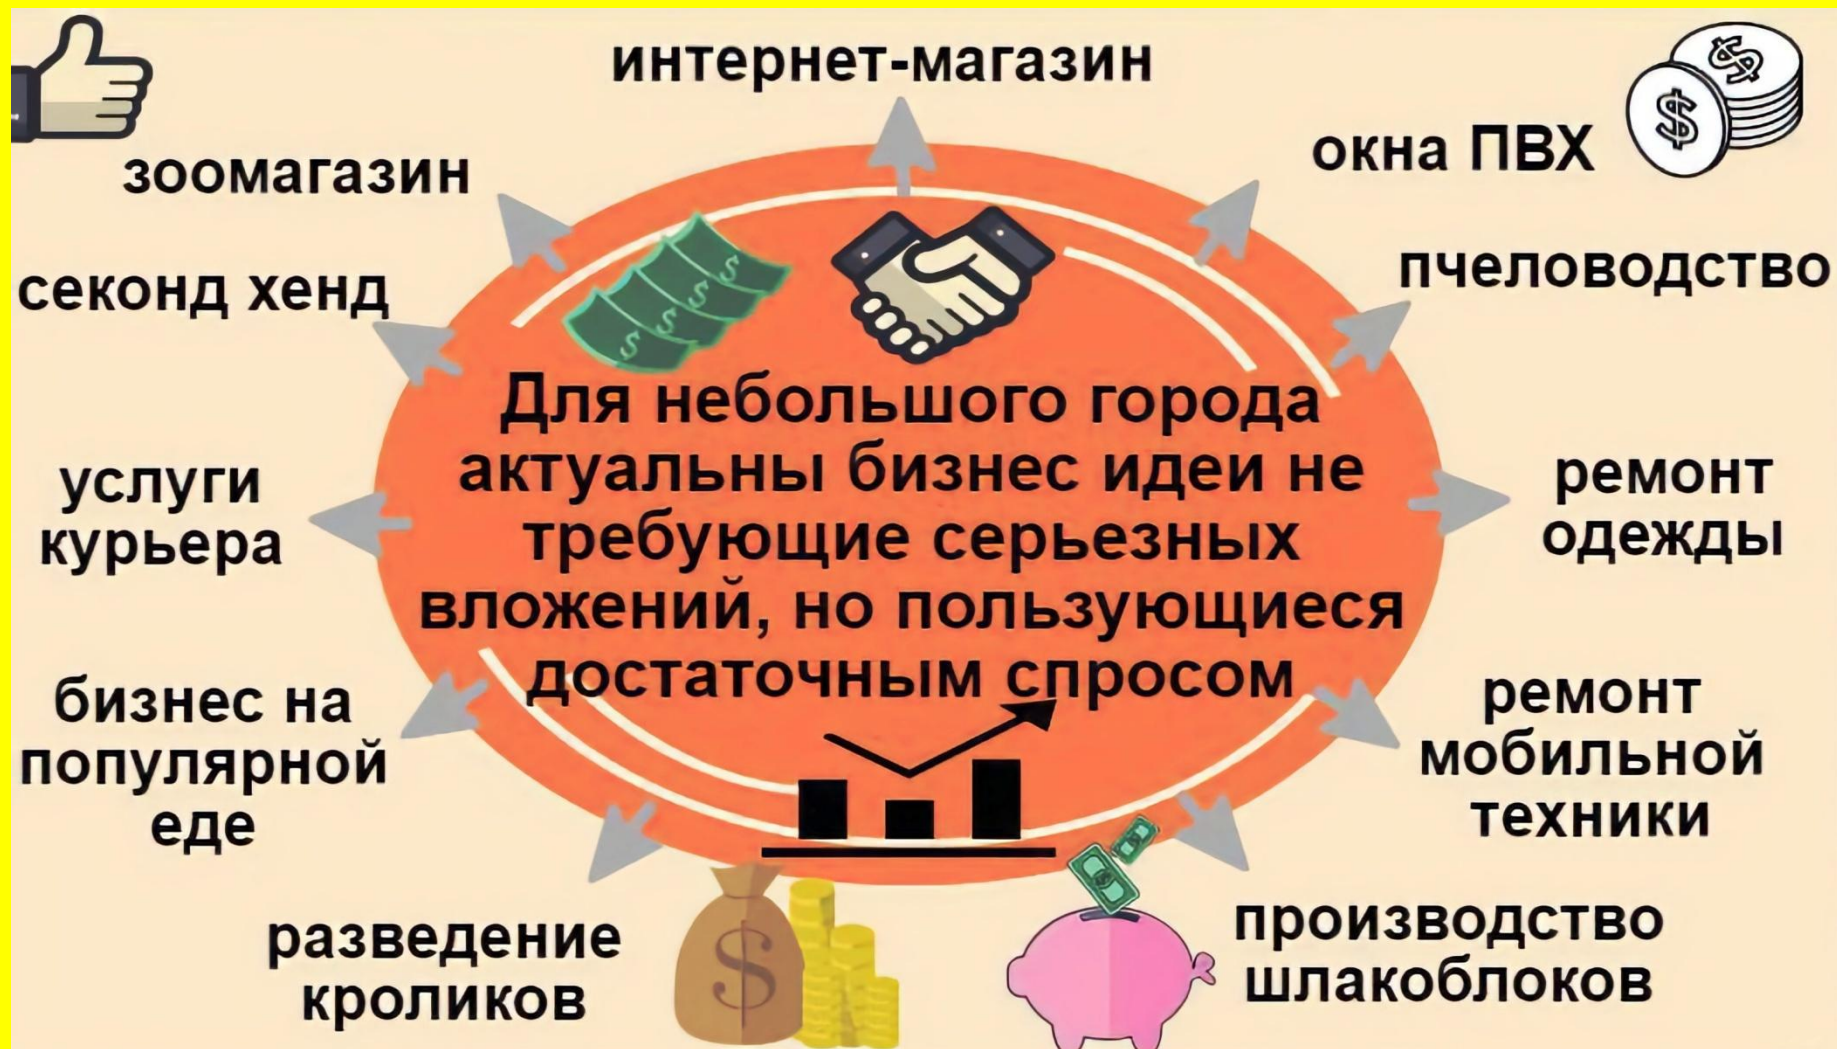 интернет-магазин
окна ПВХ
зоомагазин
пчеловодство
секонд хенд
Для небольшого города
актуальны бизнес идеи не
требующие серьезных
вложений, но пользующиеся
достаточным спросом
услуги
курьера
ремонт
одежды
бизнес на
популярной
еде
ремонт
мобильной
техники
разведение
кроликов
производство
шлакоблоков
$
$
$
$
$
$
$